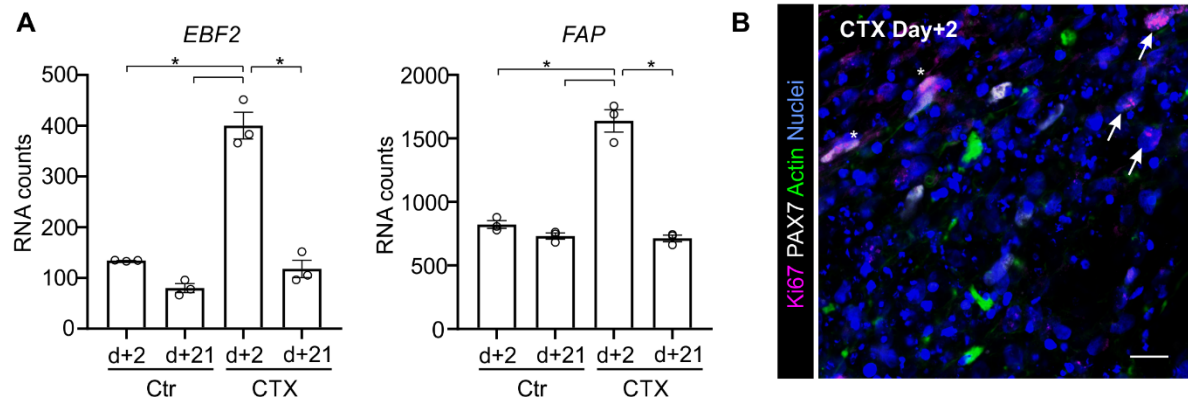 A
EBF2
* *
RNA counts
500
400
300
200
100
0
d+2 d+21 d+2 d+21
Ctr CTX
FAP
* *
RNA counts
2000
1500
1000
500
0
d+2 d+21 d+2 d+21
Ctr CTX
B
Ki67 PAX7 Actin Nuclei
CTX Day+2
*
*